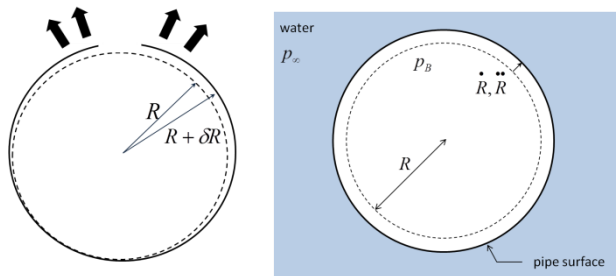 R
R + δR
water
p∞
p_B
Ṙ, R̈
R
pipe surface